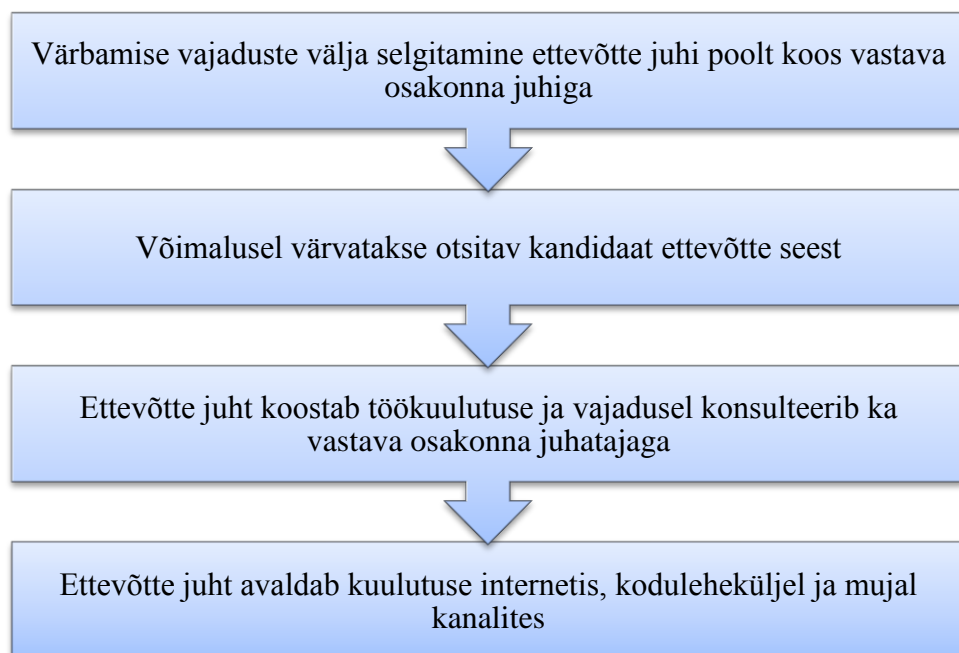 Värbamise vajaduste välja selgitamine ettevõtte juhi poolt koos vastava
osakonna juhiga
Võimalusel värvatakse otsitav kandidaat ettevõtte seest
Ettevõtte juht koostab töökuulutuse ja vajadusel konsulteerib ka
vastava osakonna juhatajaga
Ettevõtte juht avaldab kuulutuse internetis, koduleheküljel ja mujal
kanalites